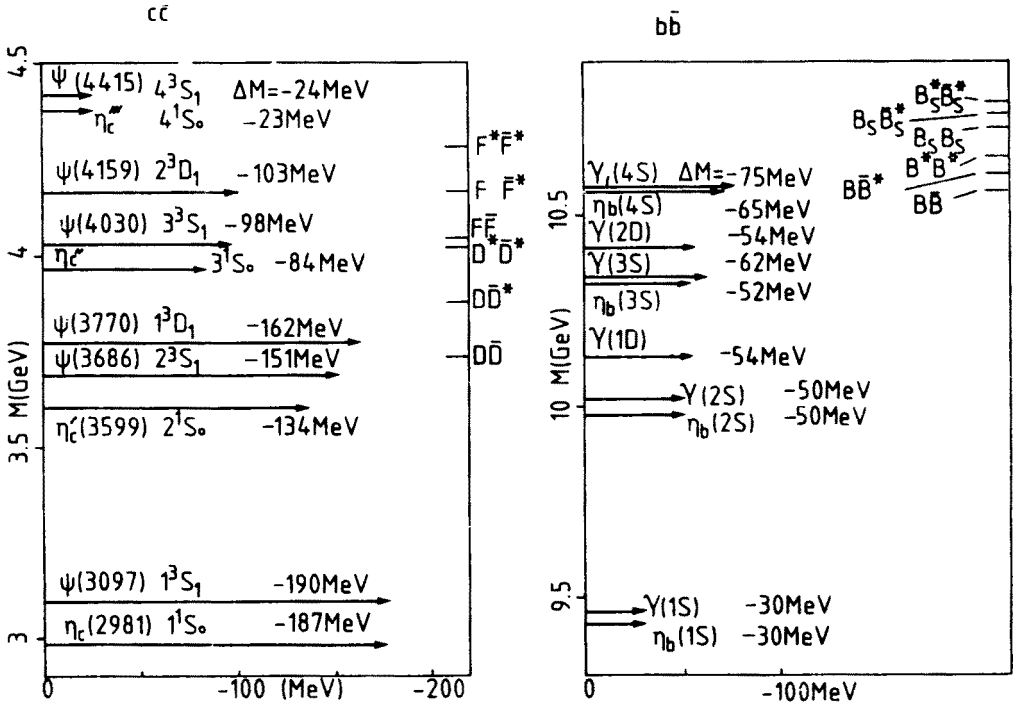 cc̄
4.5
ψ(4415) 4³S₁ ΔM=-24MeV
η_c‴ 4¹S₀ -23MeV
F*F̄*
ψ(4159) 2³D₁ -103MeV
F F̄*
ψ(4030) 3³S₁ -98MeV
FF̄
4
η_c″ 3¹S₀ -84MeV
D*D̄*
DD̄*
ψ(3770) 1³D₁ -162MeV
ψ(3686) 2³S₁ -151MeV
DD̄
M(GeV)
η_c′(3599) 2¹S₀ -134MeV
3.5
ψ(3097) 1³S₁ -190MeV
η_c(2981) 1¹S₀ -187MeV
3
0 -100 (MeV) -200
bb̄
B_S*B̄_S*
B_SB̄_S*
B_SB_S
B*B*
BB̄*
BB̄
ϒ(4S) ΔM=-75MeV
η_b(4S) -65MeV
10.5
ϒ(2D) -54MeV
ϒ(3S) -62MeV
η_b(3S) -52MeV
ϒ(1D) -54MeV
M(GeV)
ϒ(2S) -50MeV
10
η_b(2S) -50MeV
9.5
ϒ(1S) -30MeV
η_b(1S) -30MeV
0 -100MeV